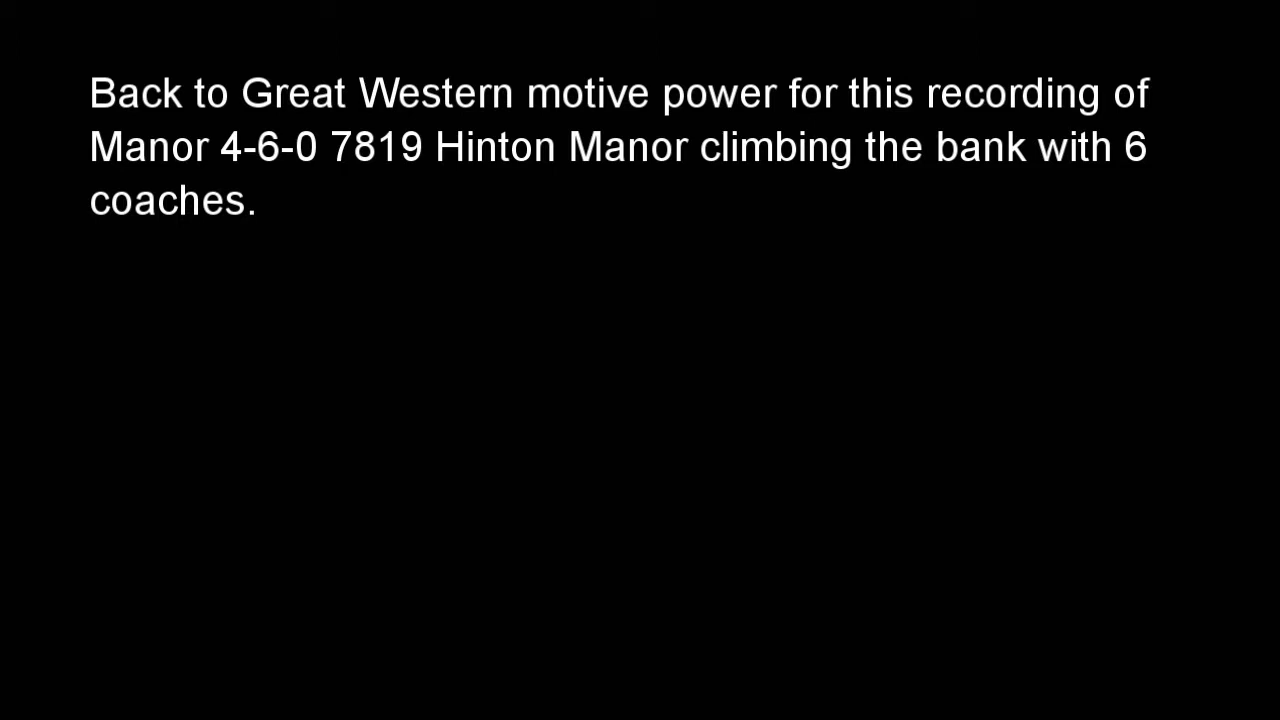 Back to Great Western motive power for this recording of
Manor 4-6-0 7819 Hinton Manor climbing the bank with 6
coaches.